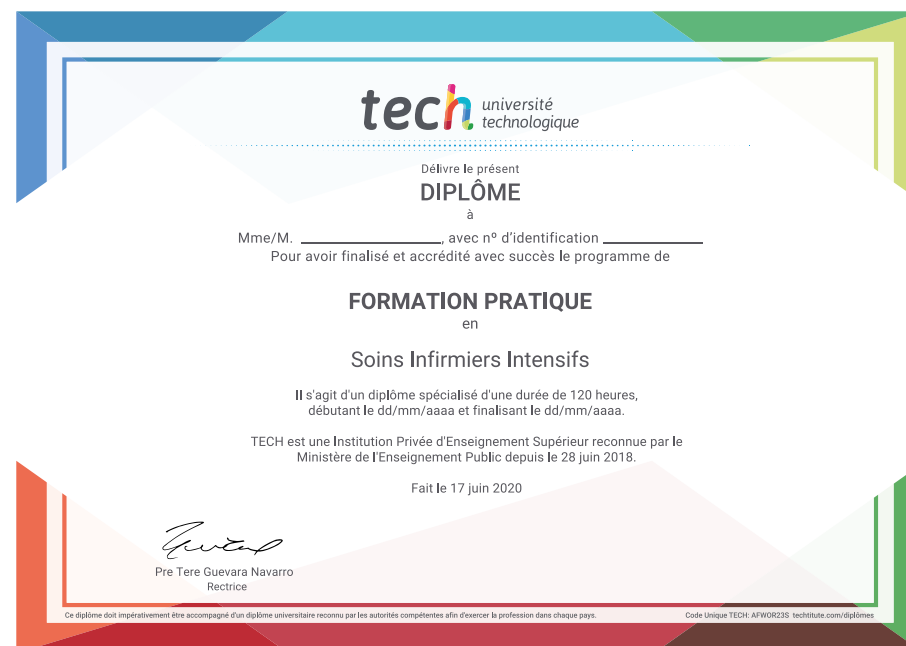 tech université
technologique
Délivre le présent
DIPLÔME
à
Mme/M. ____________________, avec nº d'identification ______________
Pour avoir finalisé et accrédité avec succès le programme de
FORMATION PRATIQUE
en
Soins Infirmiers Intensifs
Il s'agit d'un diplôme spécialisé d'une durée de 120 heures,
débutant le dd/mm/aaaa et finalisant le dd/mm/aaaa.
TECH est une Institution Privée d'Enseignement Supérieur reconnue par le
Ministère de l'Enseignement Public depuis le 28 juin 2018.
Fait le 17 juin 2020
Pre Tere Guevara Navarro
Rectrice
Ce diplôme doit impérativement être accompagné d'un diplôme universitaire reconnu par les autorités compétentes afin d'exercer la profession dans chaque pays.
Code Unique TECH: AFWOR23S techtitute.com/diplômes